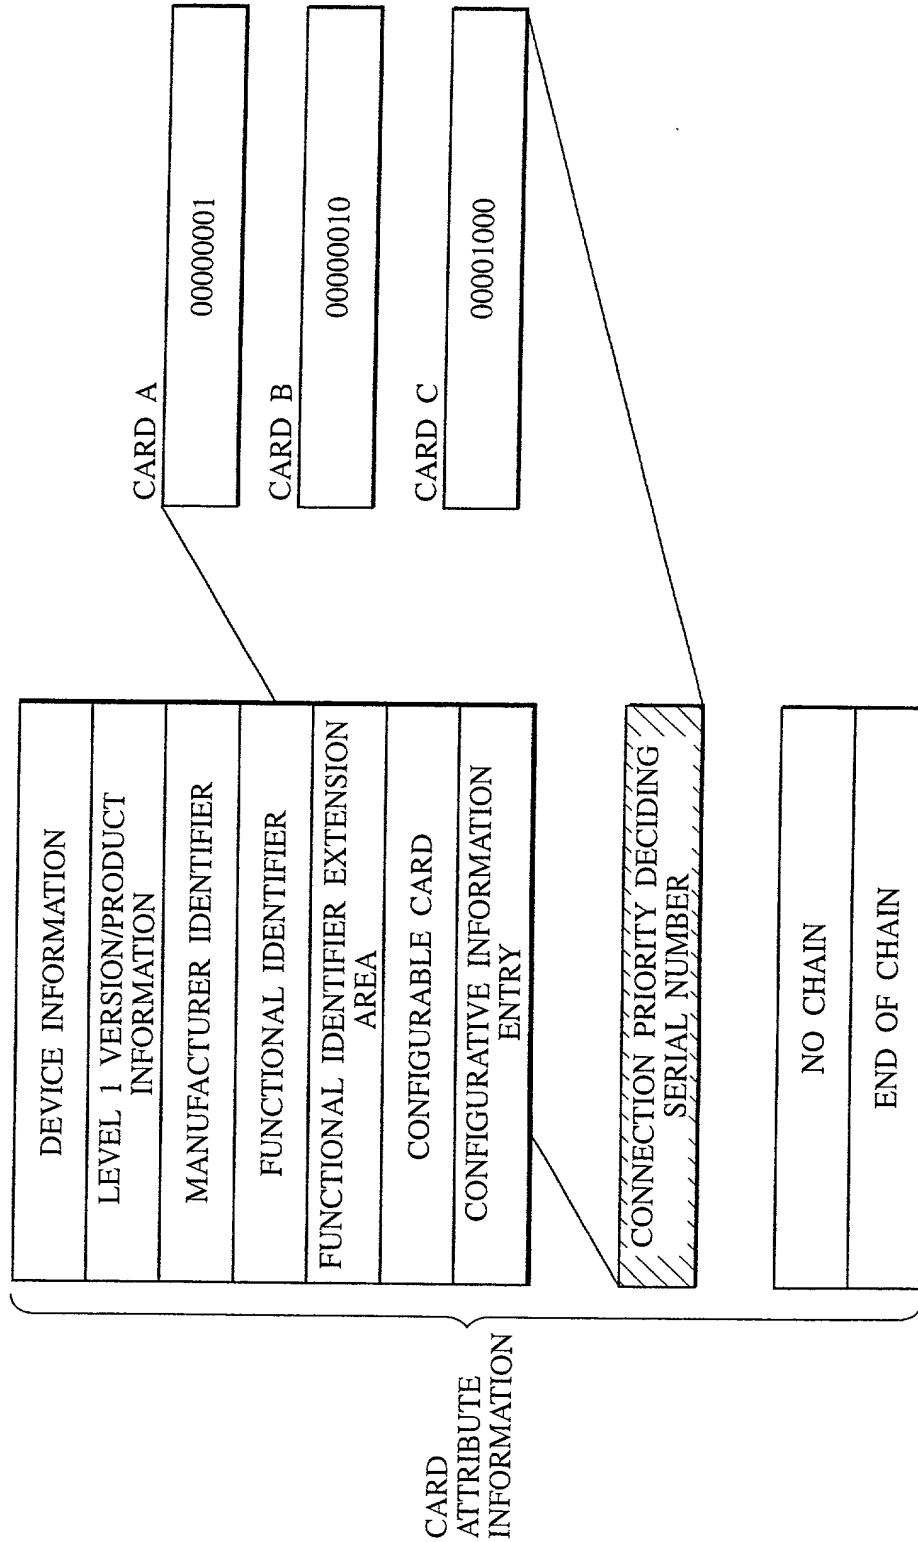 CARD
ATTRIBUTE
INFORMATION
DEVICE INFORMATION
LEVEL 1 VERSION/PRODUCT
INFORMATION
MANUFACTURER IDENTIFIER
FUNCTIONAL IDENTIFIER
FUNCTIONAL IDENTIFIER EXTENSION
AREA
CONFIGURABLE CARD
CONFIGURATIVE INFORMATION
ENTRY
CONNECTION PRIORITY DECIDING
SERIAL NUMBER
NO CHAIN
END OF CHAIN
CARD A
00000001
CARD B
00000010
CARD C
00001000